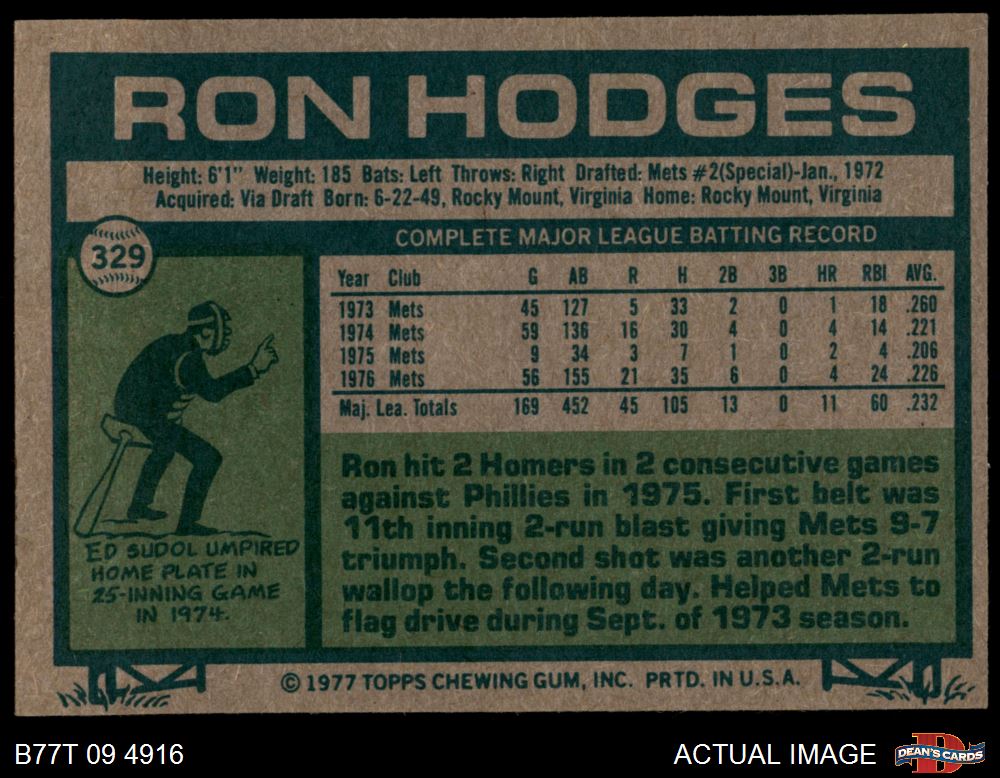 RON HODGES
Height: 6'1" Weight: 185 Bats: Left Throws: Right Drafted: Mets #2(Special)-Jan., 1972
Acquired: Via Draft Born: 6-22-49, Rocky Mount, Virginia Home: Rocky Mount, Virginia
329
COMPLETE MAJOR LEAGUE BATTING RECORD
Year Club G AB R H 2B 3B HR RBI AVG.
1973 Mets 45 127 5 33 2 0 1 18 .260
1974 Mets 59 136 16 30 4 0 4 14 .221
1975 Mets 9 34 3 7 1 0 2 4 .206
1976 Mets 56 155 21 35 6 0 4 24 .226
Maj. Lea. Totals 169 452 45 105 13 0 11 60 .232
ED SUDOL UMPIRED
HOME PLATE IN
25-INNING GAME
IN 1974.
Ron hit 2 Homers in 2 consecutive games
against Phillies in 1975. First belt was
11th inning 2-run blast giving Mets 9-7
triumph. Second shot was another 2-run
wallop the following day. Helped Mets to
flag drive during Sept. of 1973 season.
© 1977 TOPPS CHEWING GUM, INC. PRTD. IN U.S.A.
B77T 09 4916
ACTUAL IMAGE
DEAN'S CARDS